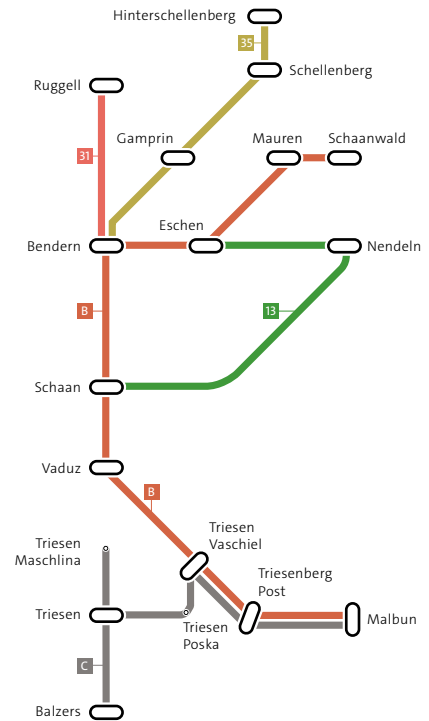 Hinterschellenberg
35
Schellenberg
Ruggell
Gamprin
Mauren
Schaanwald
31
Eschen
Bendern
Nendeln
B
13
Schaan
Vaduz
B
Triesen
Vaschiel
Triesen
Maschlina
Triesenberg
Post
Triesen
Triesen
Poska
Malbun
C
Balzers